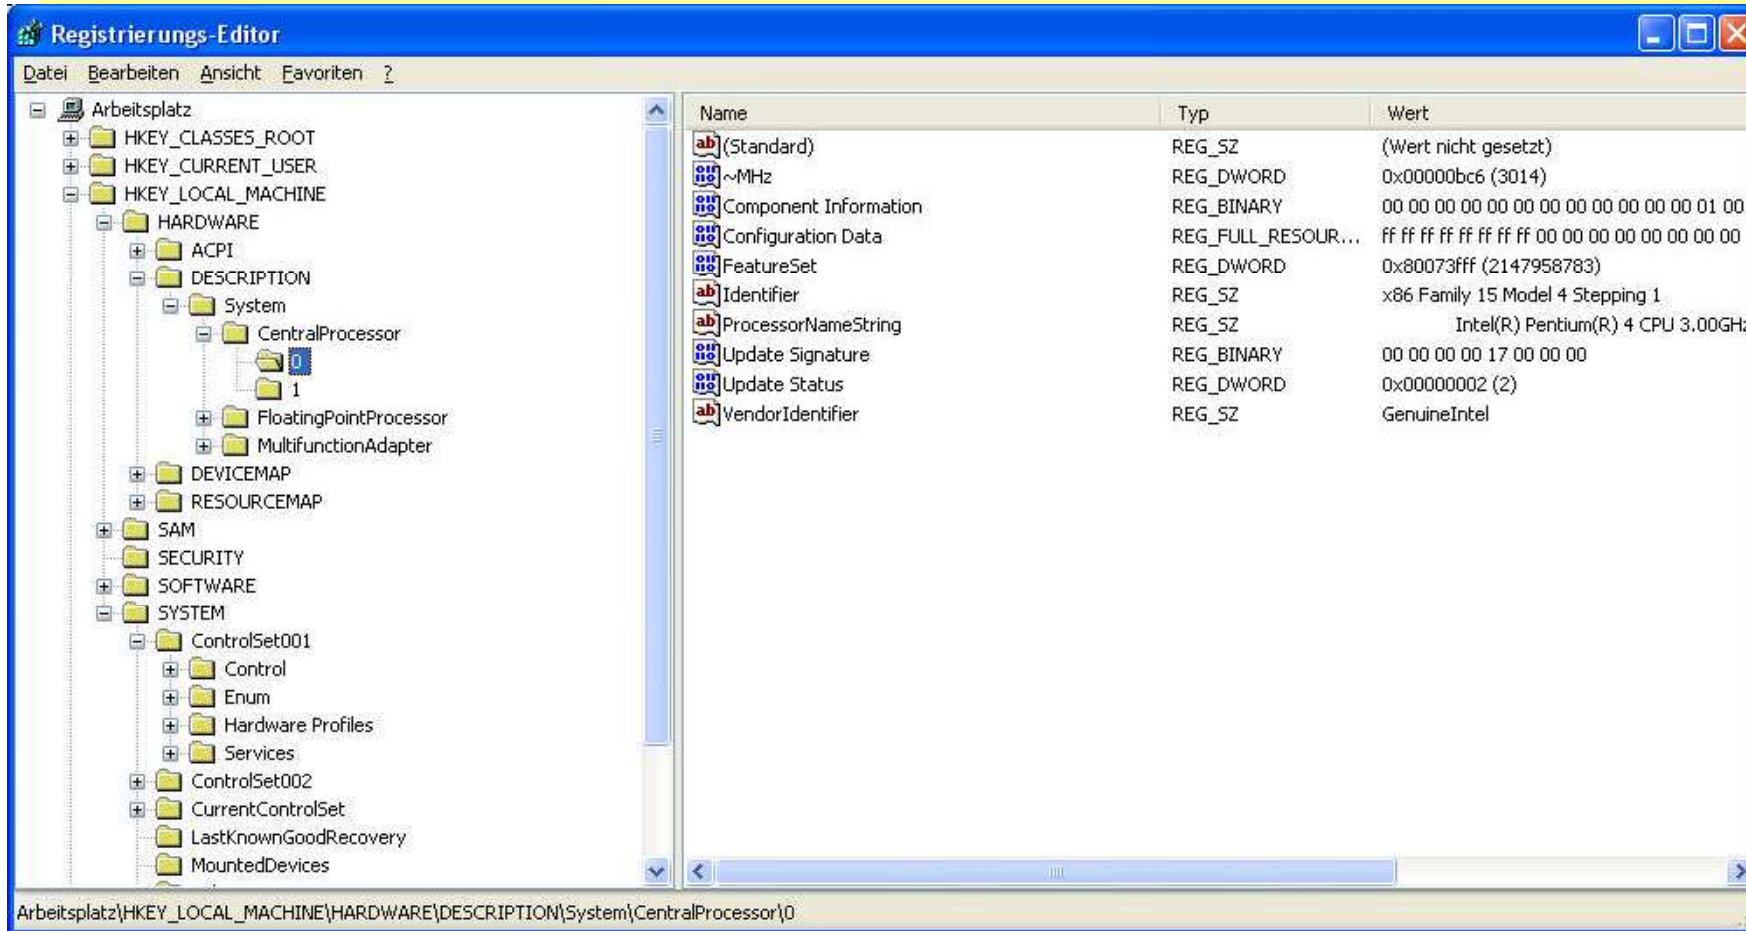 Registrierungs-Editor
Datei Bearbeiten Ansicht Favoriten ?
Arbeitsplatz
HKEY_CLASSES_ROOT
HKEY_CURRENT_USER
HKEY_LOCAL_MACHINE
HARDWARE
ACPI
DESCRIPTION
System
CentralProcessor
0
1
FloatingPointProcessor
MultifunctionAdapter
DEVICEMAP
RESOURCEMAP
SAM
SECURITY
SOFTWARE
SYSTEM
ControlSet001
Control
Enum
Hardware Profiles
Services
ControlSet002
CurrentControlSet
LastKnownGoodRecovery
MountedDevices
Name Typ Wert
(Standard) REG_SZ (Wert nicht gesetzt)
~MHz REG_DWORD 0x00000bc6 (3014)
Component Information REG_BINARY 00 00 00 00 00 00 00 00 00 00 00 00 01 00
Configuration Data REG_FULL_RESOUR... ff ff ff ff ff ff ff ff 00 00 00 00 00 00 00 00
FeatureSet REG_DWORD 0x80073fff (2147958783)
Identifier REG_SZ x86 Family 15 Model 4 Stepping 1
ProcessorNameString REG_SZ Intel(R) Pentium(R) 4 CPU 3.00GHz
Update Signature REG_BINARY 00 00 00 00 17 00 00 00
Update Status REG_DWORD 0x00000002 (2)
VendorIdentifier REG_SZ GenuineIntel
Arbeitsplatz\HKEY_LOCAL_MACHINE\HARDWARE\DESCRIPTION\System\CentralProcessor\0